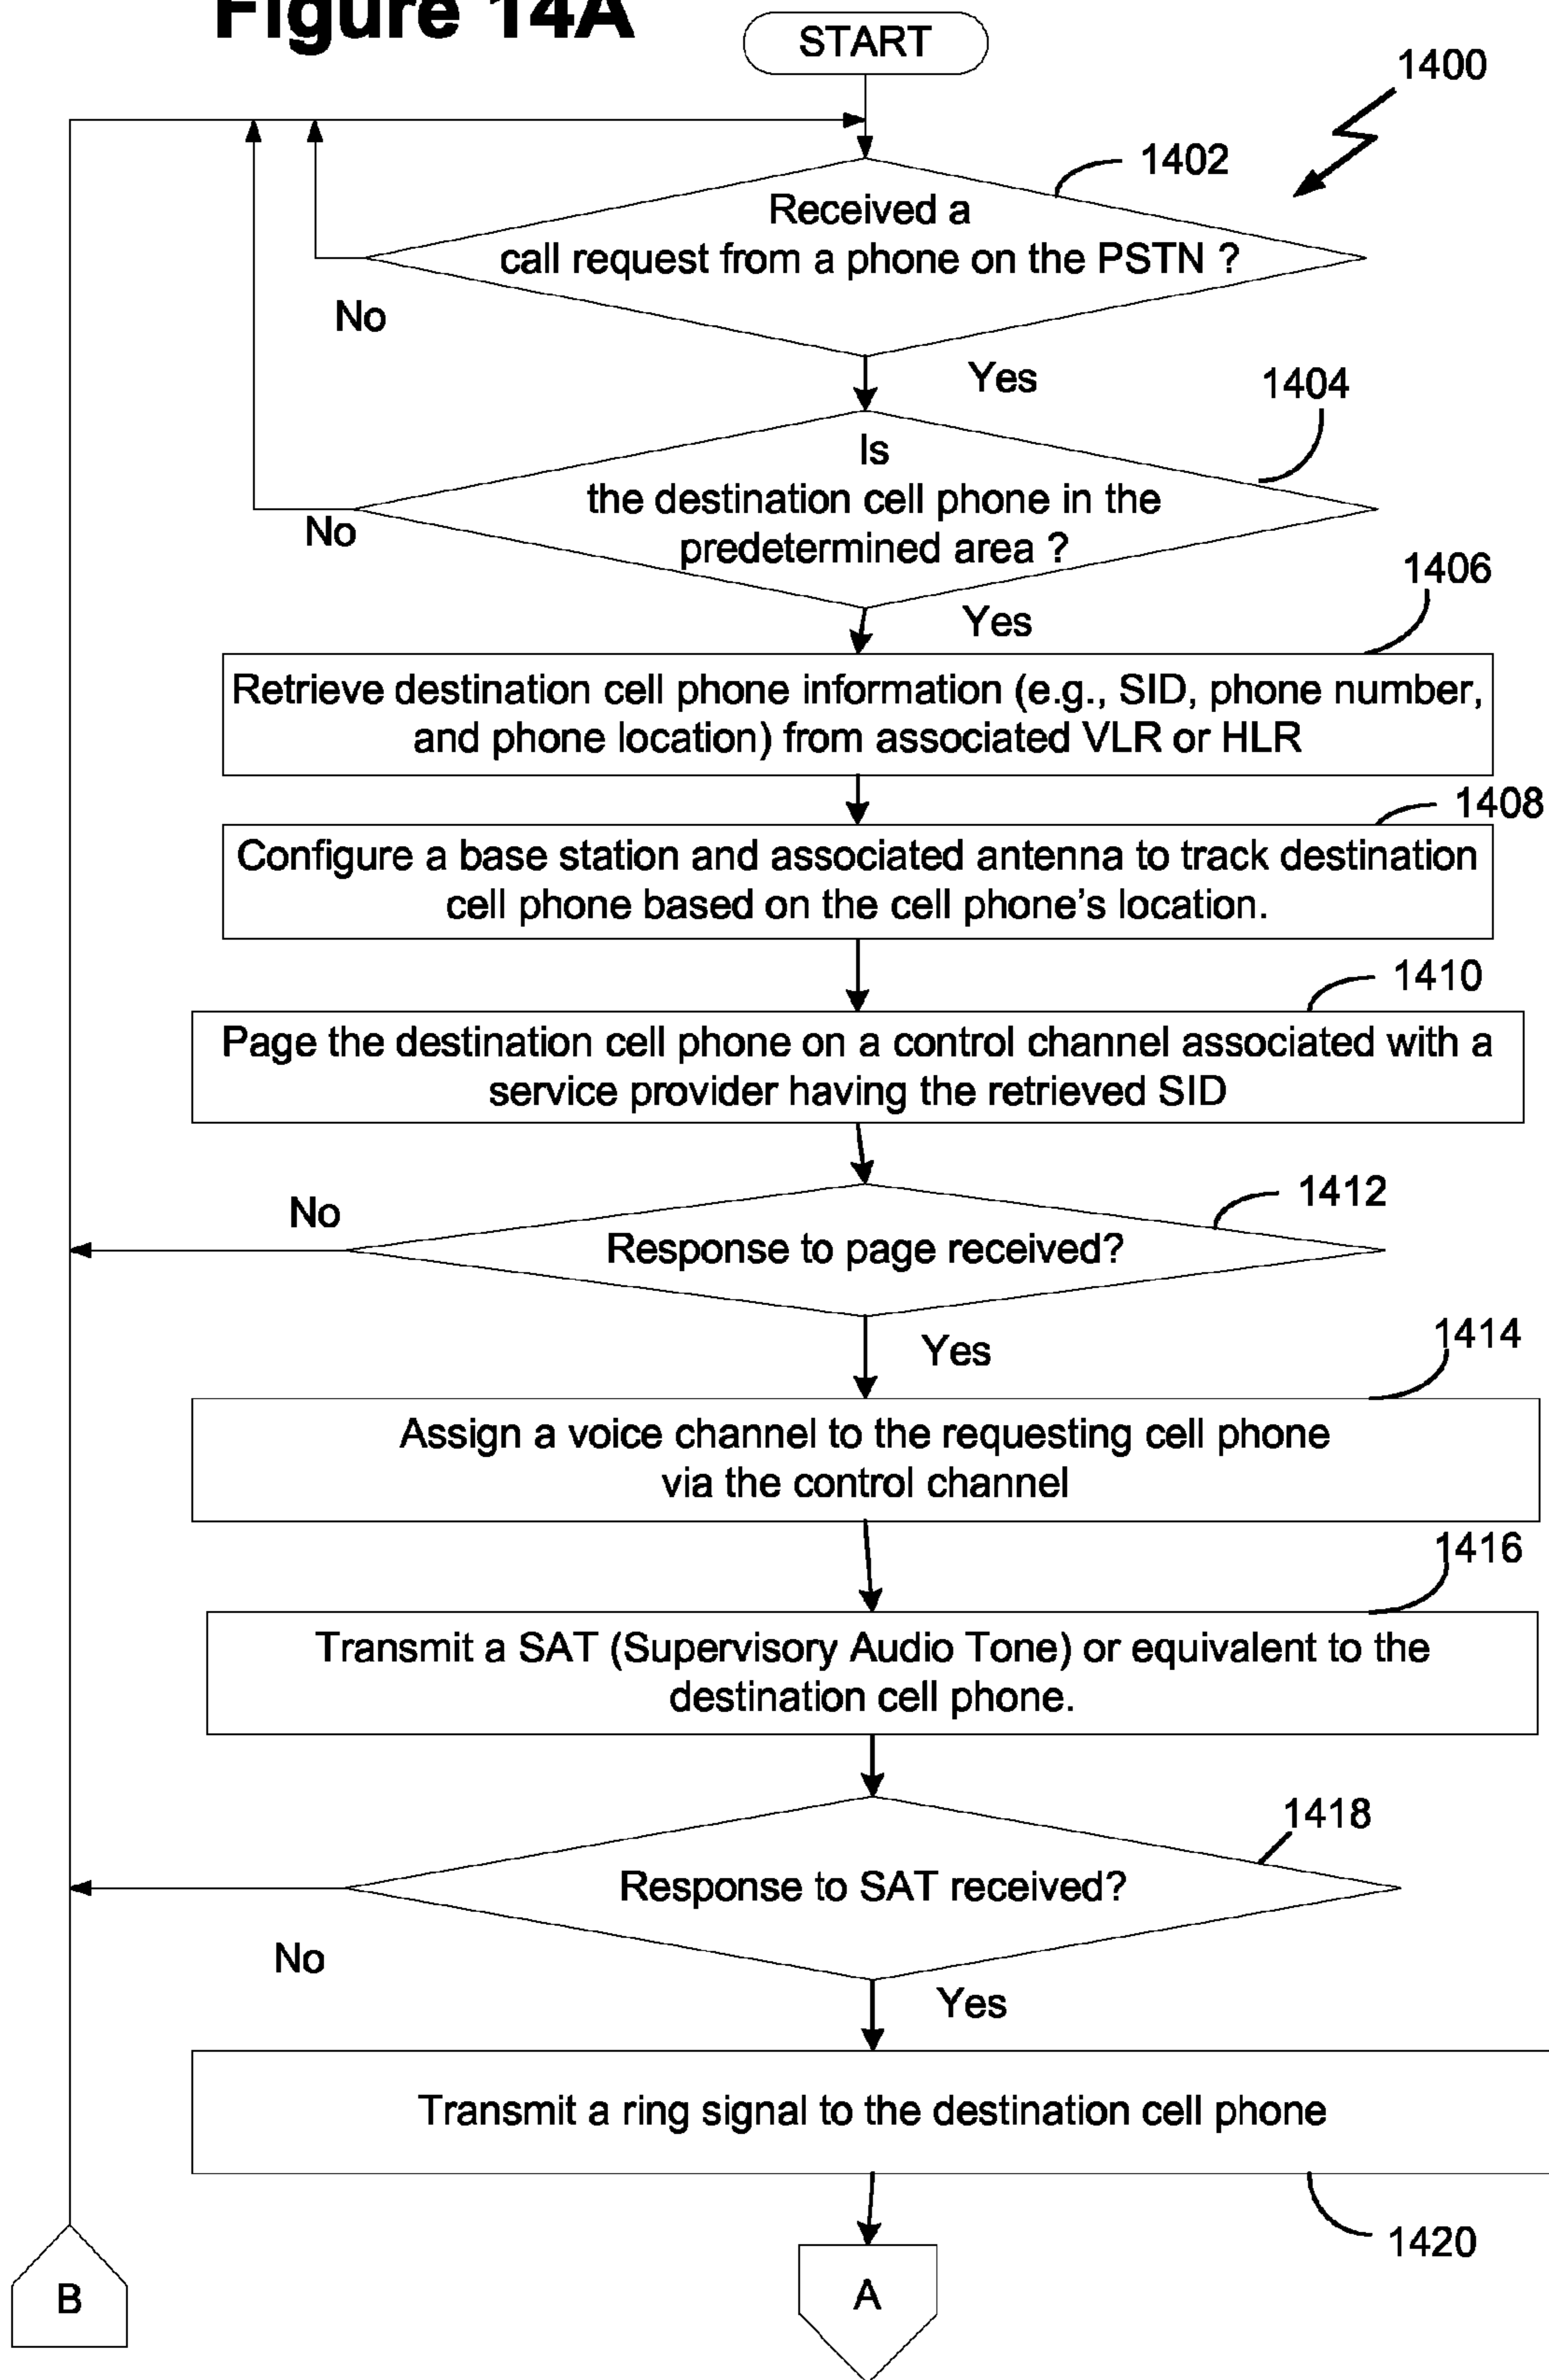 Figure 14A
START
1400
1402
Received a
call request from a phone on the PSTN ?
No
Yes
1404
Is
the destination cell phone in the
predetermined area ?
No
Yes
1406
Retrieve destination cell phone information (e.g., SID, phone number,
and phone location) from associated VLR or HLR
1408
Configure a base station and associated antenna to track destination
cell phone based on the cell phone's location.
1410
Page the destination cell phone on a control channel associated with a
service provider having the retrieved SID
1412
No
Response to page received?
Yes
1414
Assign a voice channel to the requesting cell phone
via the control channel
1416
Transmit a SAT (Supervisory Audio Tone) or equivalent to the
destination cell phone.
1418
Response to SAT received?
No
Yes
Transmit a ring signal to the destination cell phone
1420
B
A